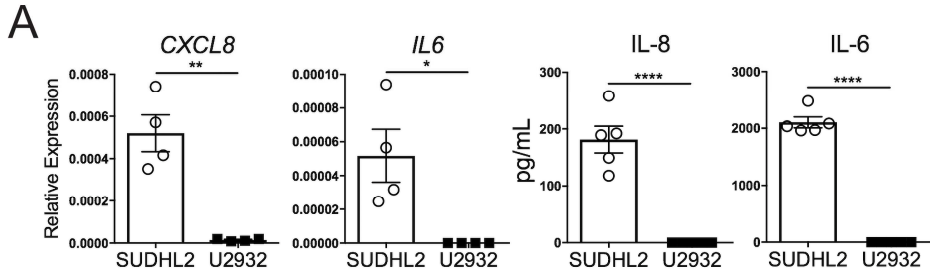 A
CXCL8
IL6
IL-8
IL-6
**
*
****
****
Relative Expression
0.0008
0.0006
0.0004
0.0002
0.0000
SUDHL2 U2932
0.00010
0.00008
0.00006
0.00004
0.00002
0.00000
SUDHL2 U2932
pg/mL
300
200
100
0
SUDHL2 U2932
3000
2000
1000
0
SUDHL2 U2932